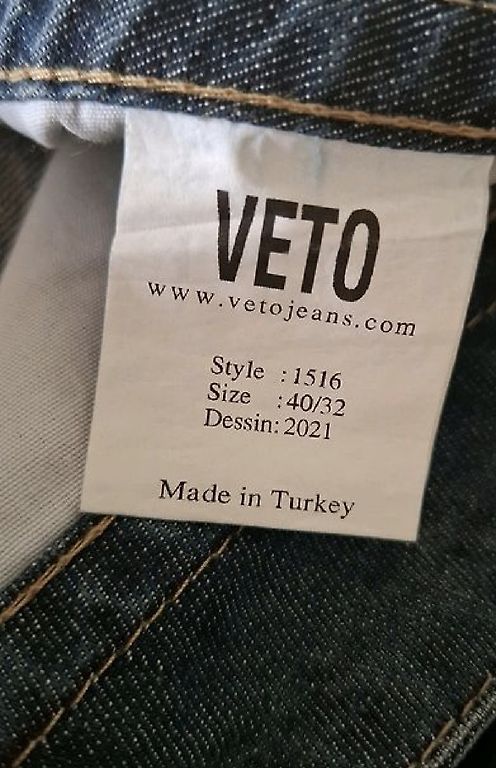 VETO
www.vetojeans.com
Style :1516
Size :40/32
Dessin:2021
Made in Turkey